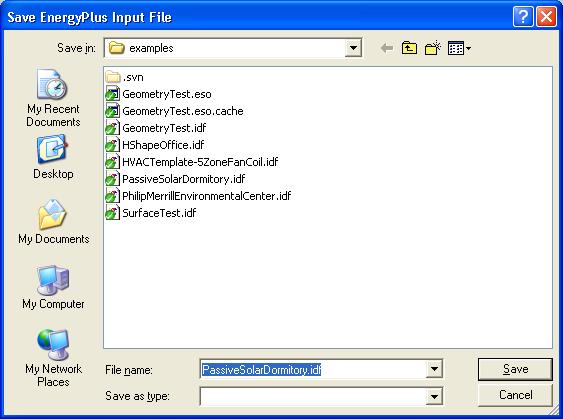 Save EnergyPlus Input File
Save in: examples
My Recent
Documents
Desktop
My Documents
My Computer
My Network
Places
.svn
GeometryTest.eso
GeometryTest.eso.cache
GeometryTest.idf
HShapeOffice.idf
HVACTemplate-5ZoneFanCoil.idf
PassiveSolarDormitory.idf
PhilipMerrillEnvironmentalCenter.idf
SurfaceTest.idf
File name: PassiveSolarDormitory.idf Save
Save as type: Cancel